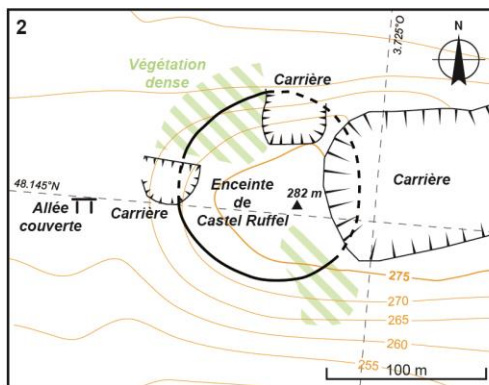 2
N
3.725°O
Végétation
dense
Carrière
48.145°N
Allée
couverte
Carrière
Enceinte
de
Castel Ruffel
282 m
Carrière
275
270
265
260
255
100 m